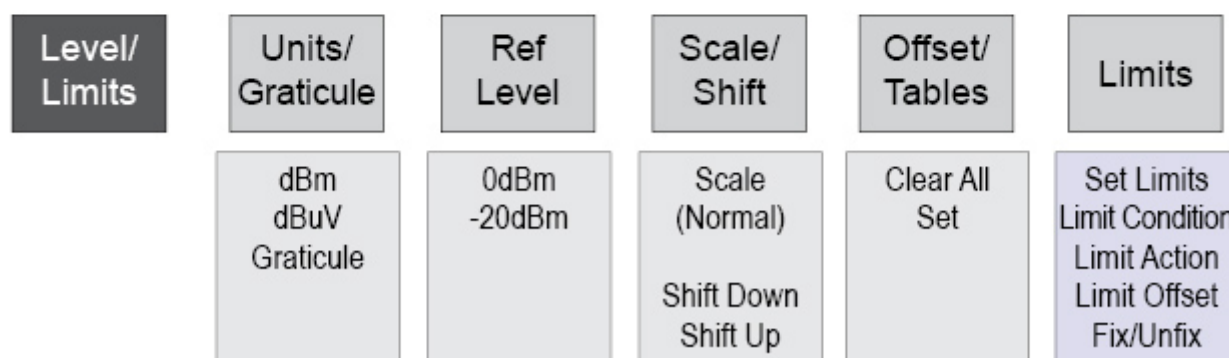 Level/
Limits
Units/
Graticule
Ref
Level
Scale/
Shift
Offset/
Tables
Limits
dBm
dBuV
Graticule
0dBm
-20dBm
Scale
(Normal)
Shift Down
Shift Up
Clear All
Set
Set Limits
Limit Condition
Limit Action
Limit Offset
Fix/Unfix